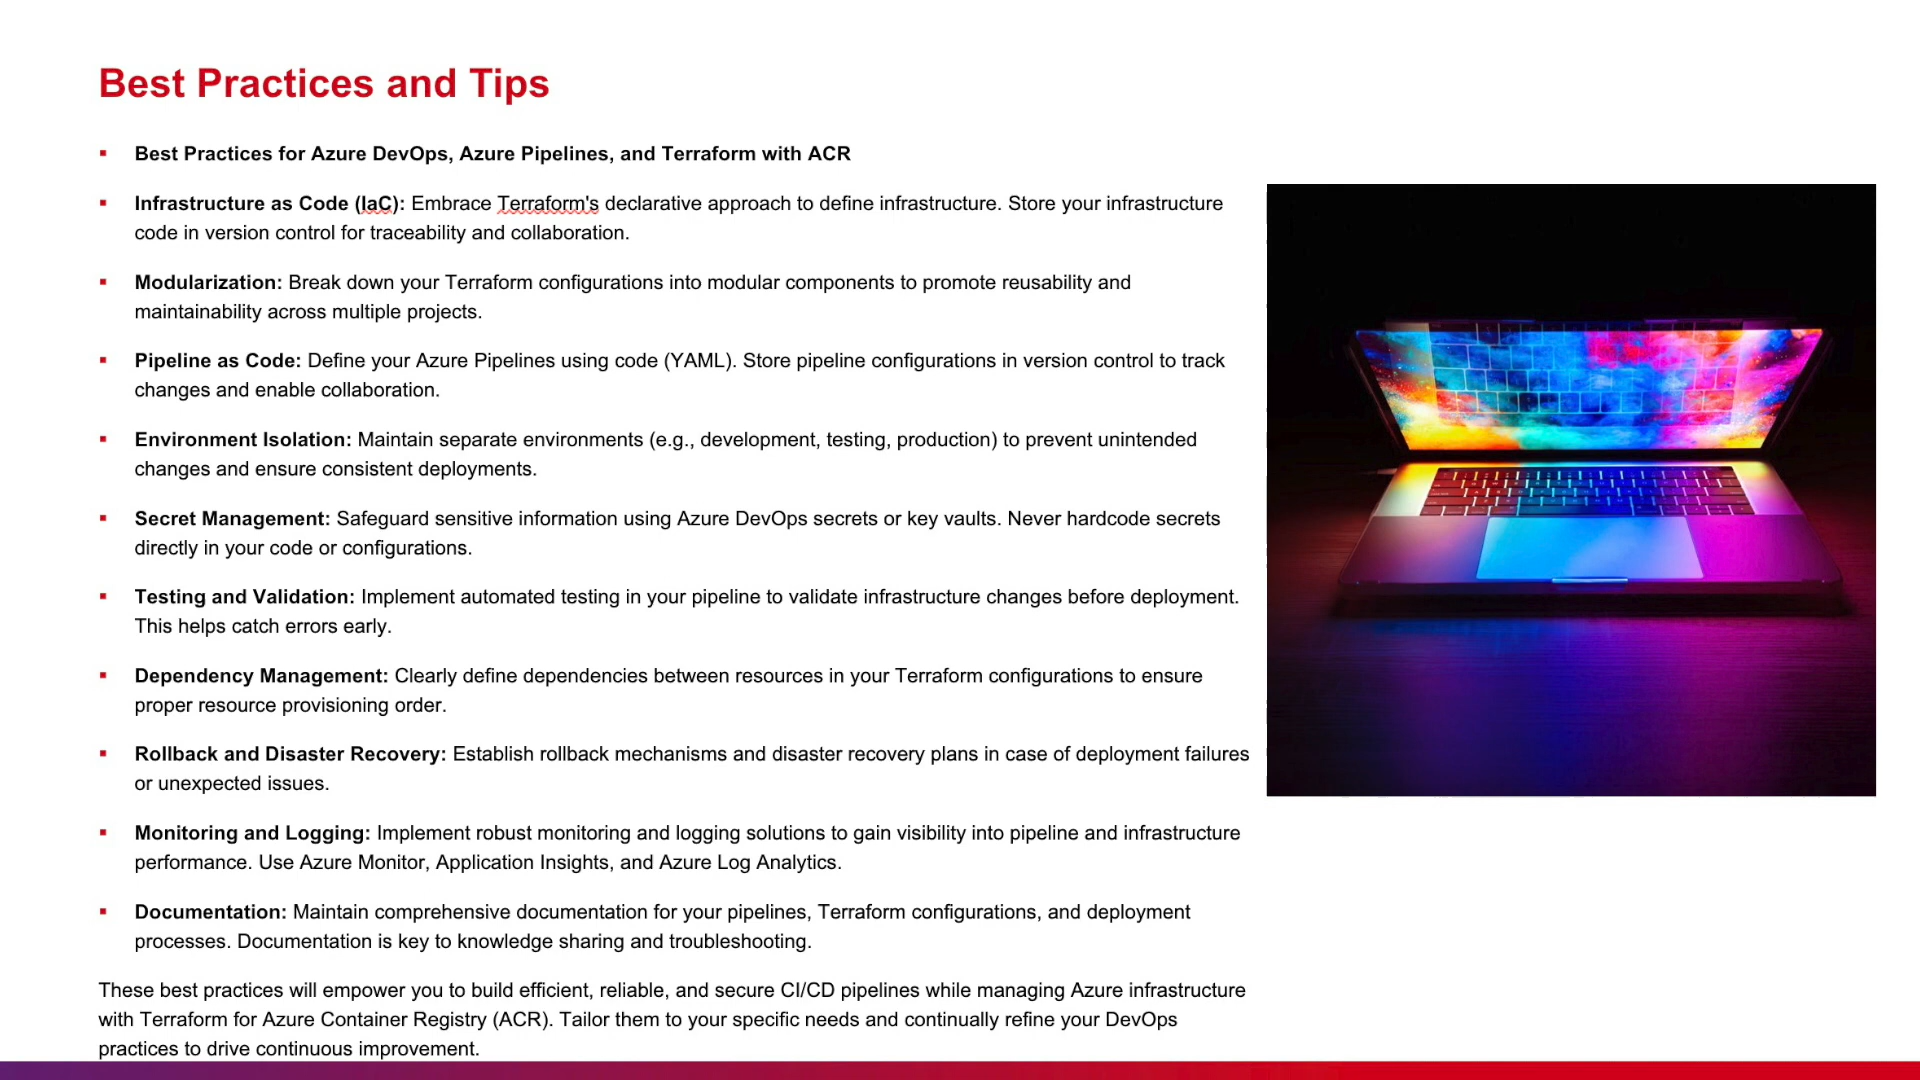 Best Practices and Tips
▪ Best Practices for Azure DevOps, Azure Pipelines, and Terraform with ACR
▪ Infrastructure as Code (IaC): Embrace Terraform's declarative approach to define infrastructure. Store your infrastructure
code in version control for traceability and collaboration.
▪ Modularization: Break down your Terraform configurations into modular components to promote reusability and
maintainability across multiple projects.
▪ Pipeline as Code: Define your Azure Pipelines using code (YAML). Store pipeline configurations in version control to track
changes and enable collaboration.
▪ Environment Isolation: Maintain separate environments (e.g., development, testing, production) to prevent unintended
changes and ensure consistent deployments.
▪ Secret Management: Safeguard sensitive information using Azure DevOps secrets or key vaults. Never hardcode secrets
directly in your code or configurations.
▪ Testing and Validation: Implement automated testing in your pipeline to validate infrastructure changes before deployment.
This helps catch errors early.
▪ Dependency Management: Clearly define dependencies between resources in your Terraform configurations to ensure
proper resource provisioning order.
▪ Rollback and Disaster Recovery: Establish rollback mechanisms and disaster recovery plans in case of deployment failures
or unexpected issues.
▪ Monitoring and Logging: Implement robust monitoring and logging solutions to gain visibility into pipeline and infrastructure
performance. Use Azure Monitor, Application Insights, and Azure Log Analytics.
▪ Documentation: Maintain comprehensive documentation for your pipelines, Terraform configurations, and deployment
processes. Documentation is key to knowledge sharing and troubleshooting.
These best practices will empower you to build efficient, reliable, and secure CI/CD pipelines while managing Azure infrastructure
with Terraform for Azure Container Registry (ACR). Tailor them to your specific needs and continually refine your DevOps
practices to drive continuous improvement.